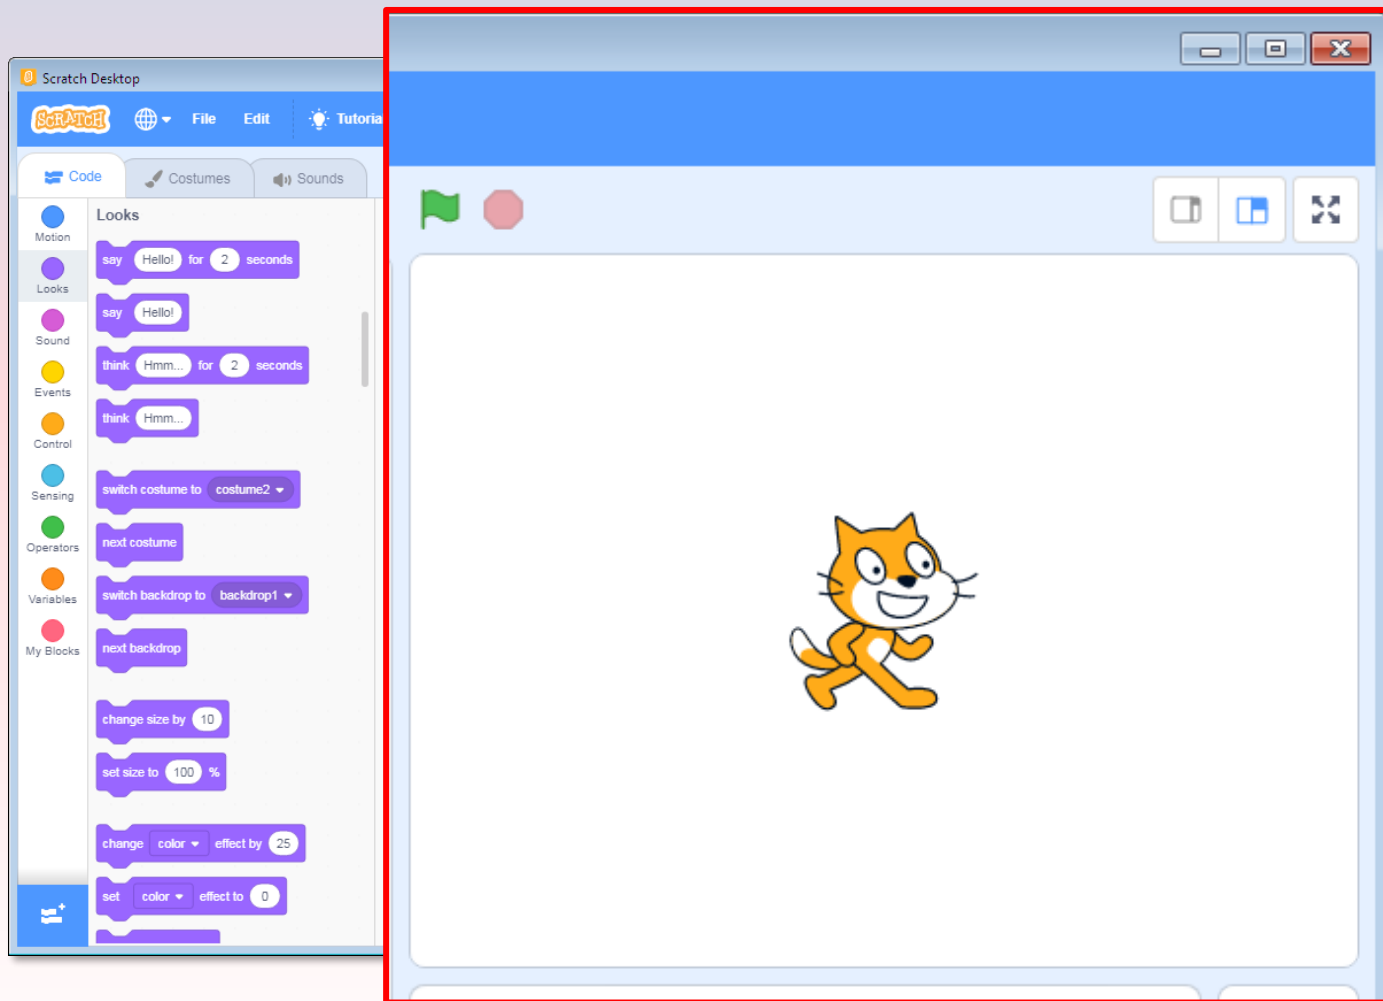 Scratch Desktop
SCRATCH File Edit Tutoria
Code Costumes Sounds
Looks
Motion
Looks
Sound
Events
Control
Sensing
Operators
Variables
My Blocks
say Hello! for 2 seconds
say Hello!
think Hmm... for 2 seconds
think Hmm...
switch costume to costume2
next costume
switch backdrop to backdrop1
next backdrop
change size by 10
set size to 100 %
change color effect by 25
set color effect to 0